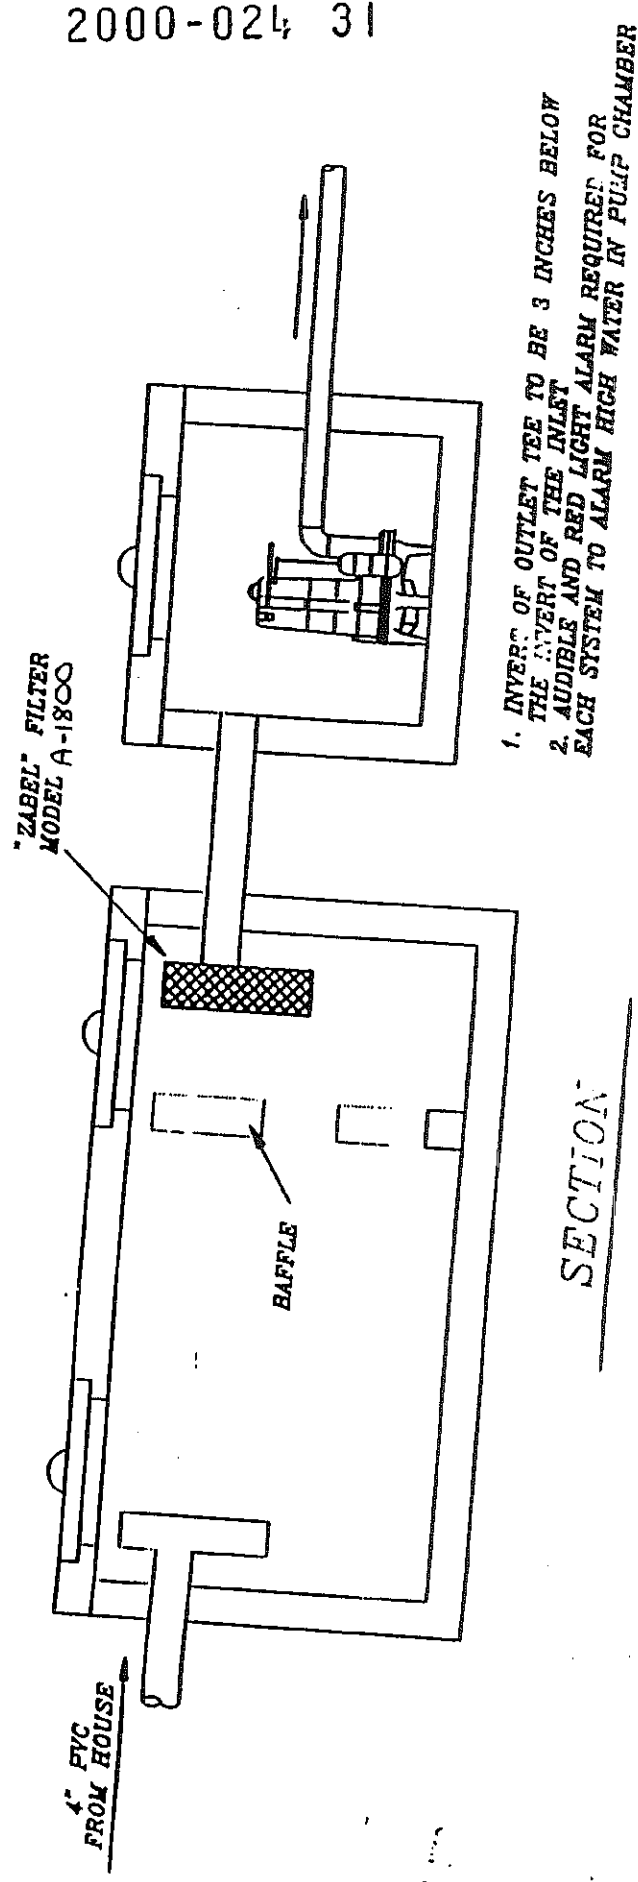 2000-024 31
"ZABEL" FILTER
MODEL A-1800
4" PVC
FROM HOUSE
BAFFLE
SECTION
1. INVERT OF OUTLET TEE TO BE 3 INCHES BELOW
THE INVERT OF THE INLET
2. AUDIBLE AND RED LIGHT ALARM REQUIRED FOR
EACH SYSTEM TO ALARM HIGH WATER IN PUMP CHAMBER